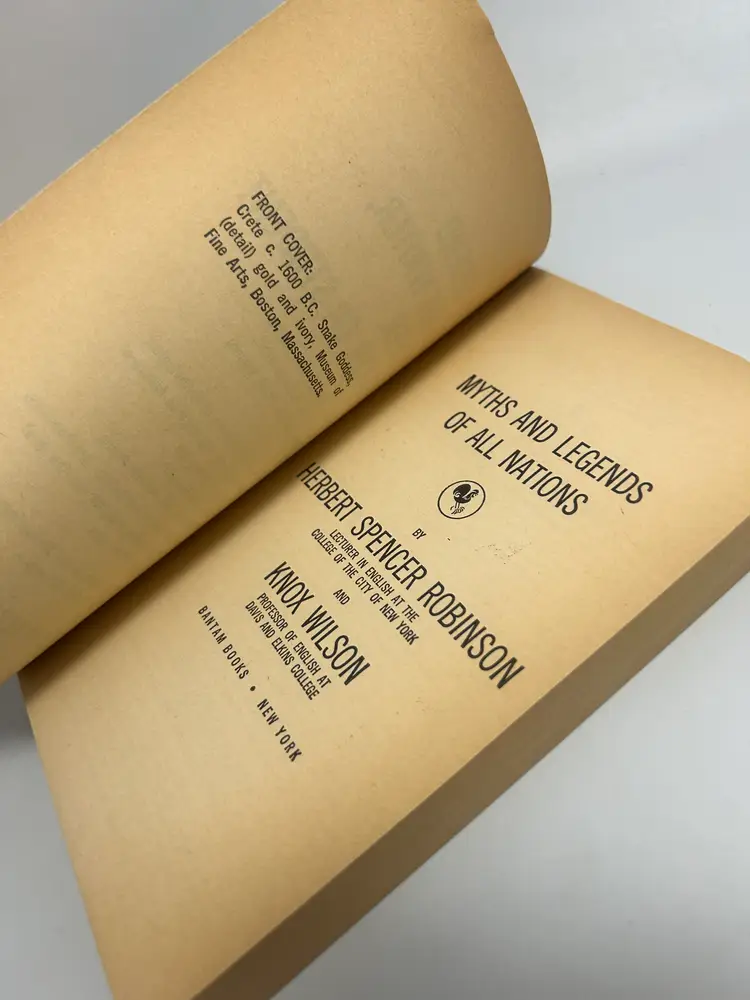 FRONT COVER:
Crete c. 1600 B.C. Snake Goddess,
(detail) gold and ivory, Museum of
Fine Arts, Boston, Massachusetts.
MYTHS AND LEGENDS
OF ALL NATIONS
BY
HERBERT SPENCER ROBINSON
LECTURER IN ENGLISH AT THE
COLLEGE OF THE CITY OF NEW YORK
AND
KNOX WILSON
PROFESSOR OF ENGLISH AT
DAVIS AND ELKINS COLLEGE
BANTAM BOOKS • NEW YORK